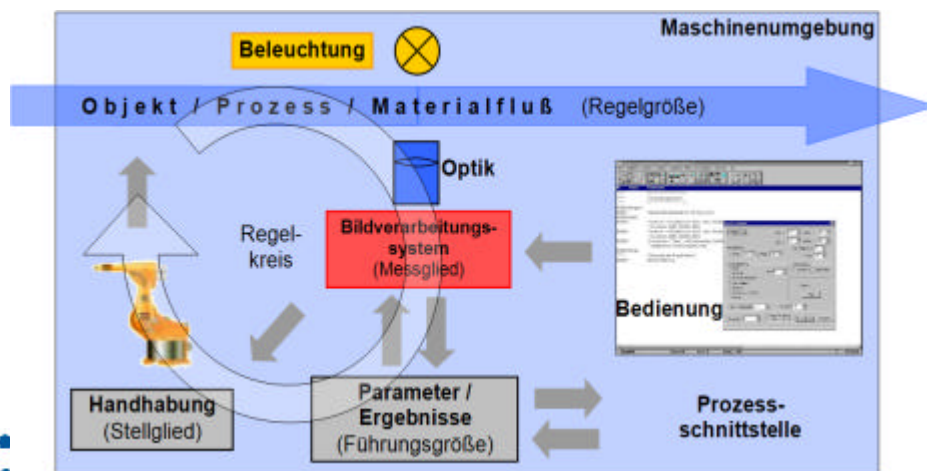 Maschinenumgebung
Beleuchtung
Objekt / Prozess / Materialfluß (Regelgröße)
Optik
Regel-
kreis
Bildverarbeitungs-
system
(Messglied)
Bedienung
Handhabung
(Stellglied)
Parameter /
Ergebnisse
(Führungsgröße)
Prozess-
schnittstelle